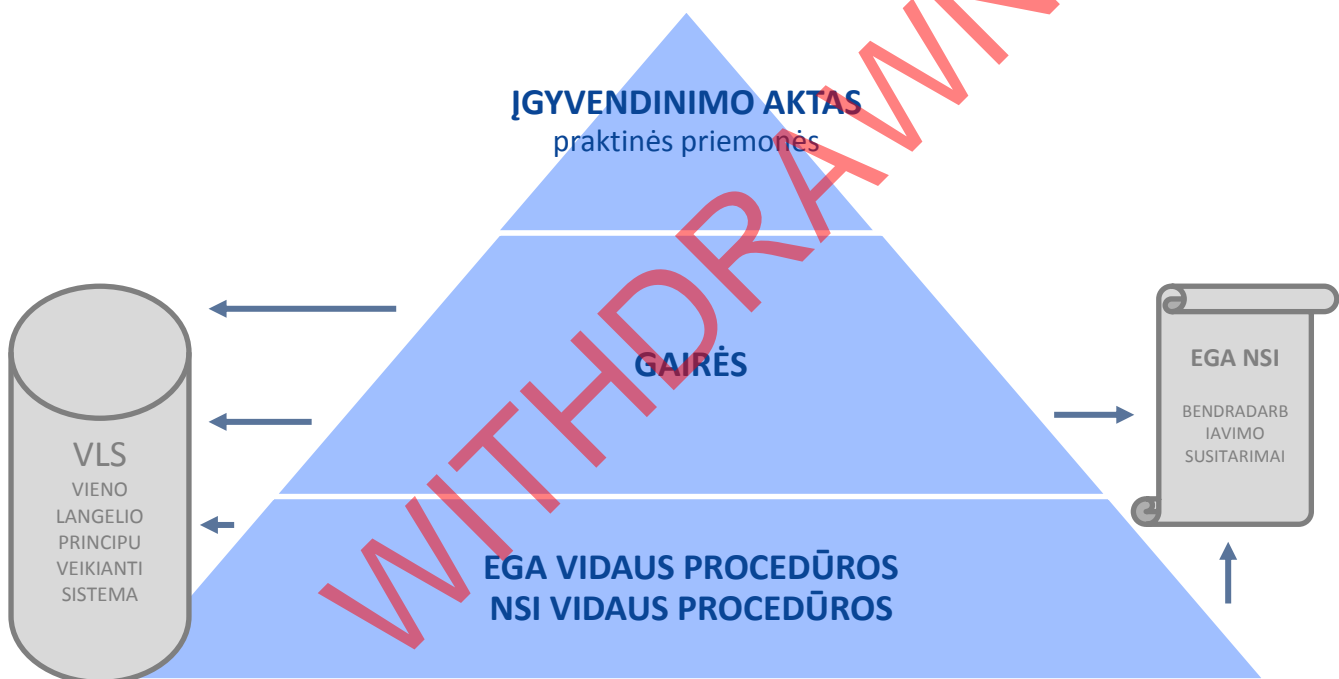 ĮGYVENDINIMO AKTAS
praktinės priemonės
GAIRĖS
EGA VIDAUS PROCEDŪROS
NSI VIDAUS PROCEDŪROS
VLS
VIENO
LANGELIO
PRINCIPU
VEIKIANTI
SISTEMA
EGA NSI
BENDRADARB
IAVIMO
SUSITARIMAI
WITHDRAWN